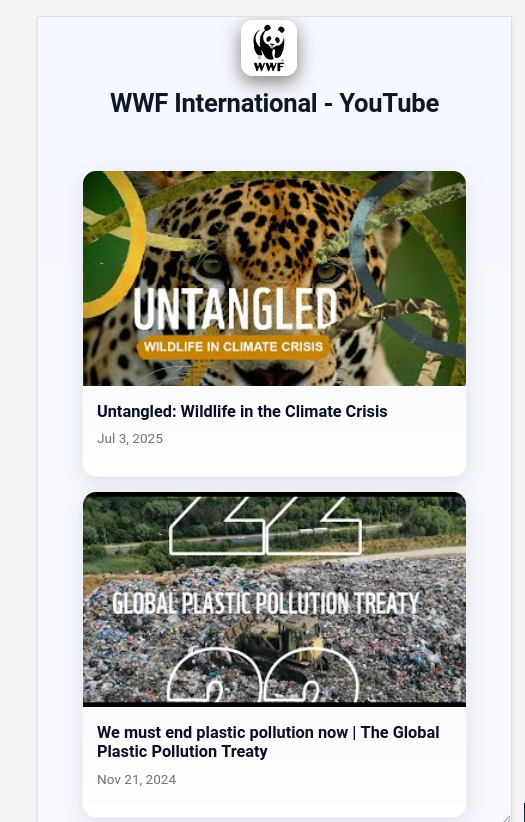 WWF
WWF International - YouTube
UNTANGLED
WILDLIFE IN CLIMATE CRISIS
Untangled: Wildlife in the Climate Crisis
Jul 3, 2025
GLOBAL PLASTIC POLLUTION TREATY
We must end plastic pollution now | The Global
Plastic Pollution Treaty
Nov 21, 2024